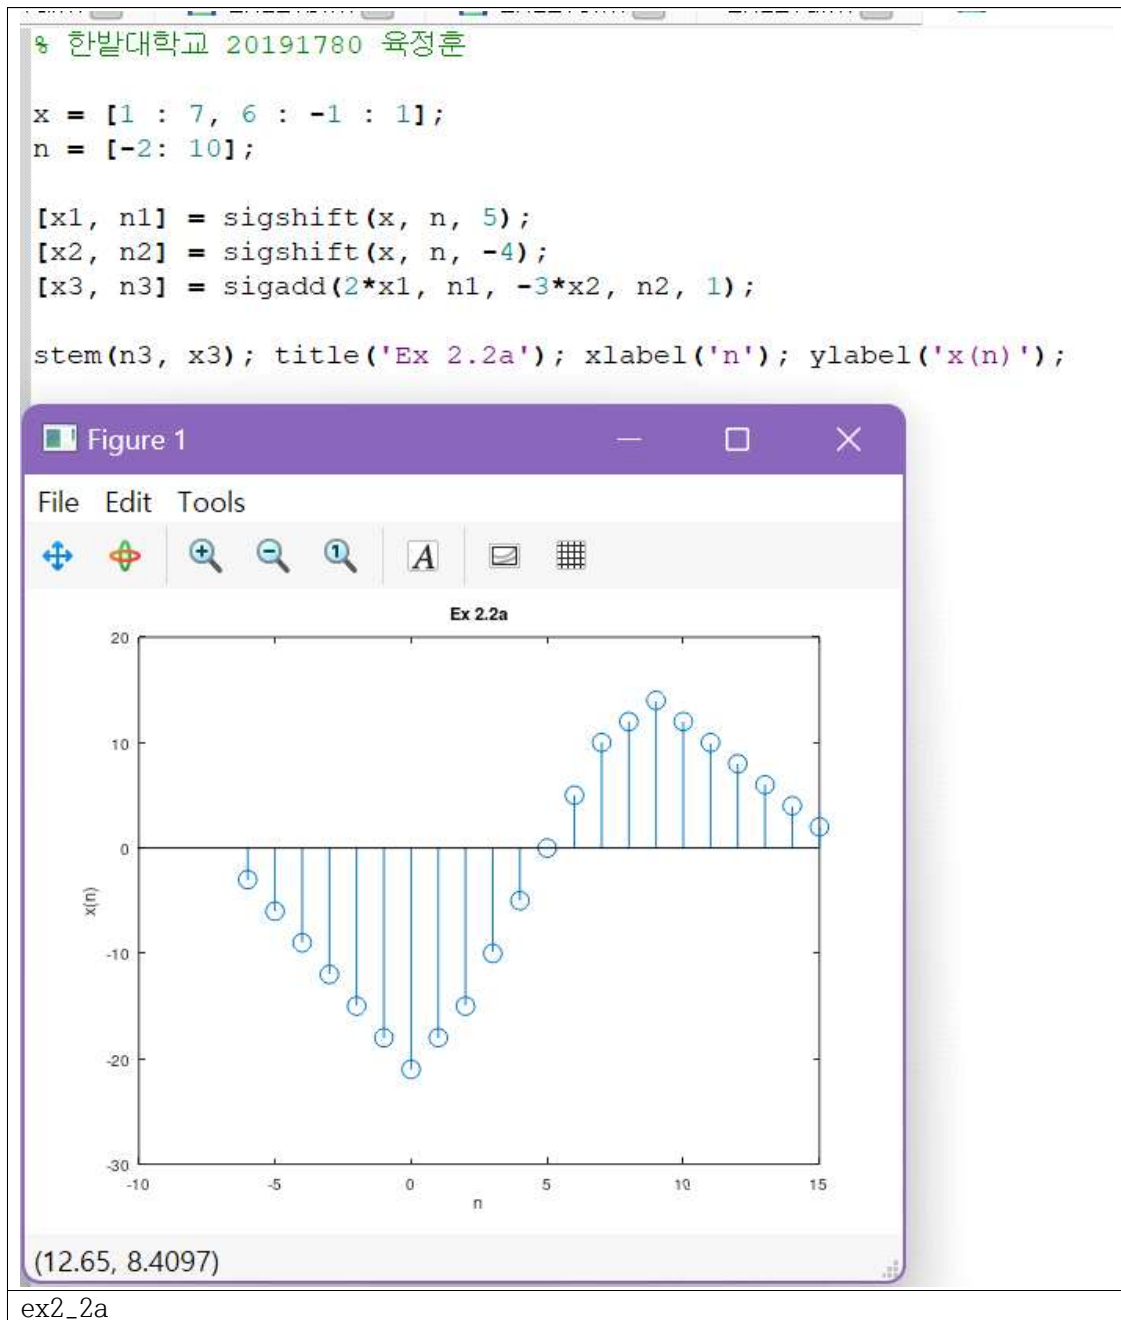 % 한밭대학교 20191780 육정훈
x = [1 : 7, 6 : -1 : 1];
n = [-2: 10];
[x1, n1] = sigshift(x, n, 5);
[x2, n2] = sigshift(x, n, -4);
[x3, n3] = sigadd(2*x1, n1, -3*x2, n2, 1);
stem(n3, x3); title('Ex 2.2a'); xlabel('n'); ylabel('x(n)');
Figure 1
File Edit Tools
A
Ex 2.2a
20
10
0
-10
-20
-30
x(n)
-10 -5 0 5 10 15
n
(12.65, 8.4097)
ex2_2a